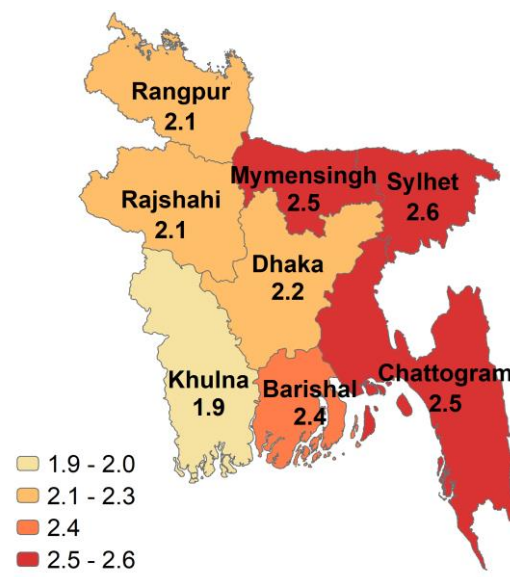 Rangpur
2.1
Mymensingh
2.5
Sylhet
2.6
Rajshahi
2.1
Dhaka
2.2
Khulna
1.9
Barishal
2.4
Chattogram
2.5
1.9 - 2.0
2.1 - 2.3
2.4
2.5 - 2.6